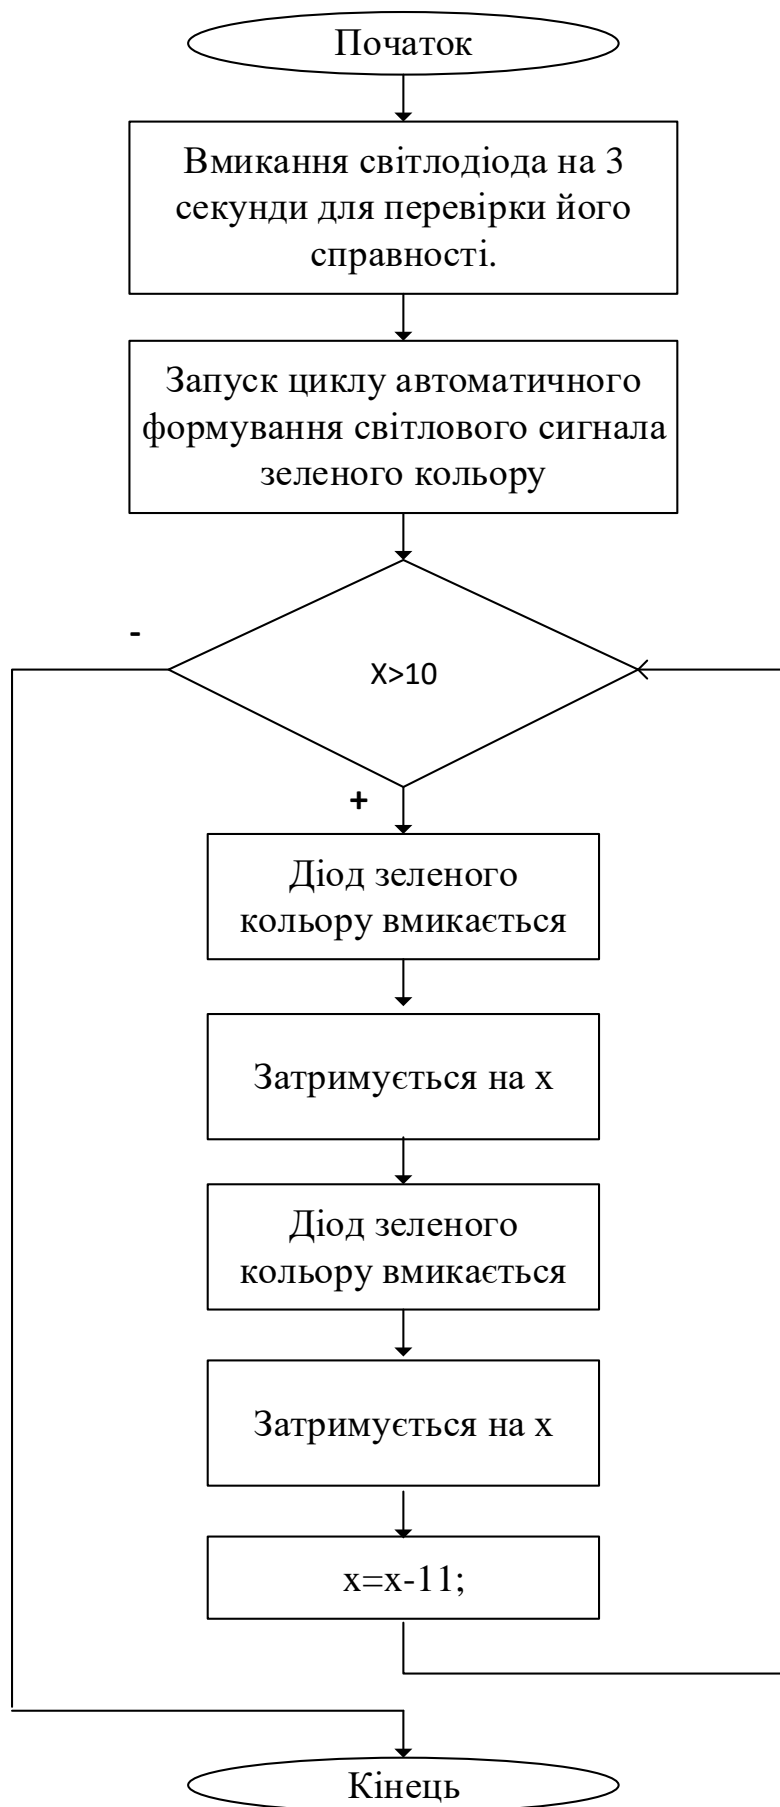 Початок
Вмикання світлодіода на 3
секунди для перевірки його
справності.
Запуск циклу автоматичного
формування світлового сигнала
зеленого кольору
-
X>10
+
Діод зеленого
кольору вмикається
Затримується на х
Діод зеленого
кольору вмикається
Затримується на х
x=x-11;
Кінець